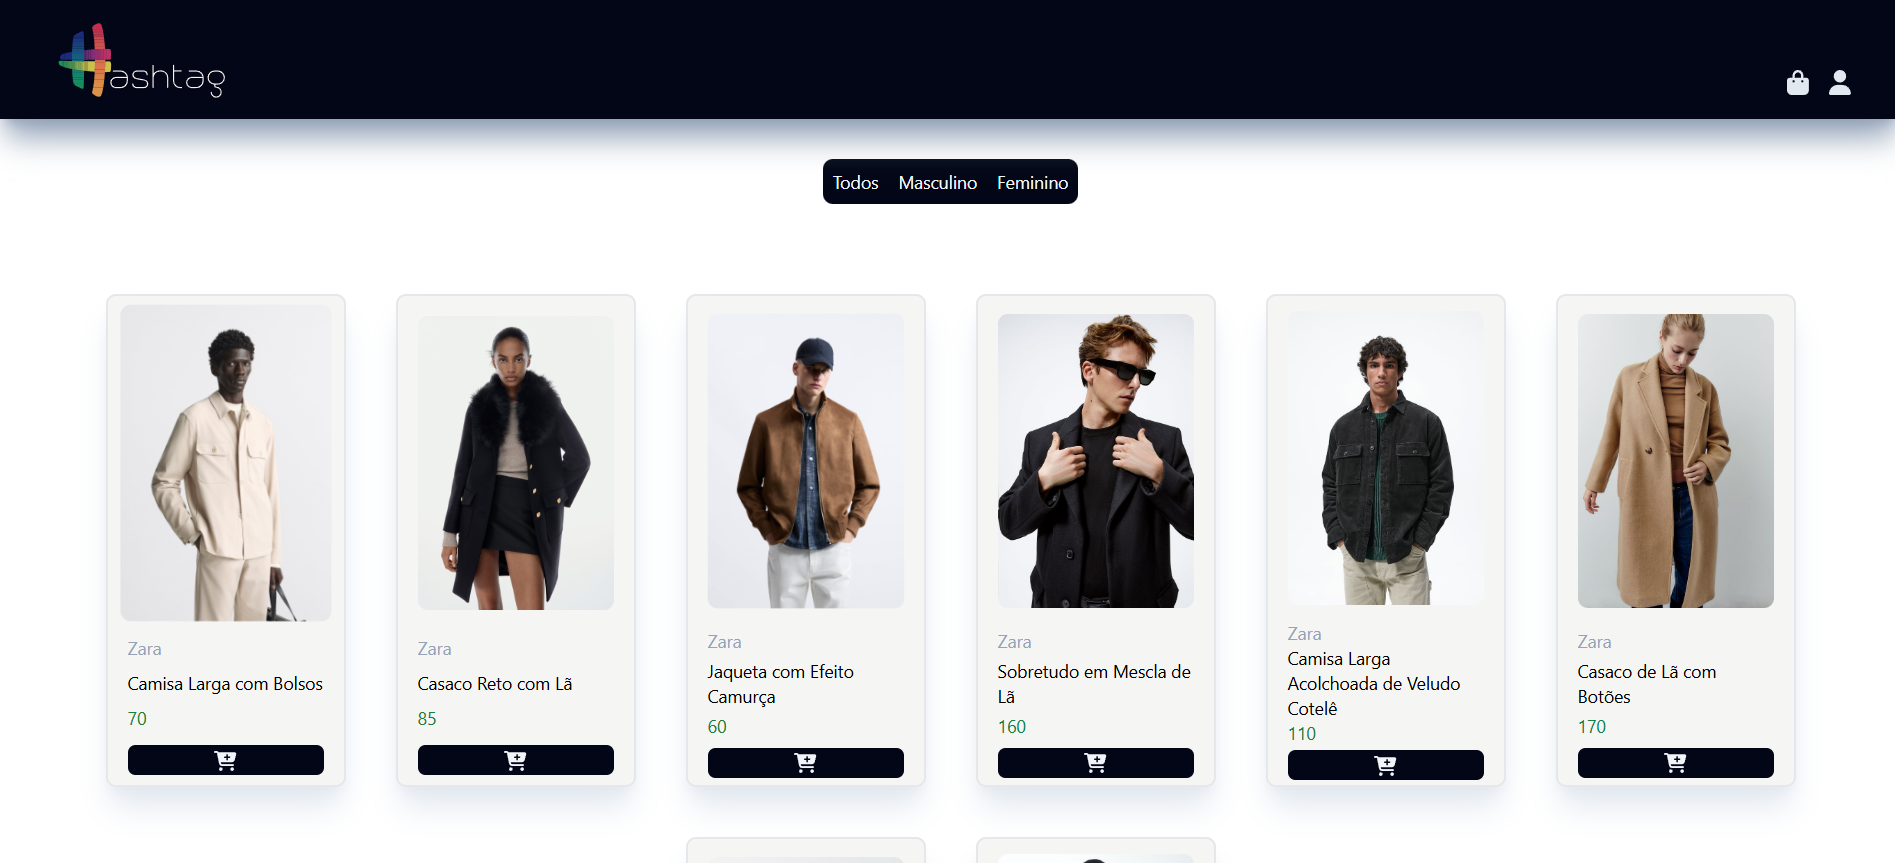 Hashtag
Todos Masculino Feminino
Zara
Camisa Larga com Bolsos
70
Zara
Casaco Reto com Lã
85
Zara
Jaqueta com Efeito
Camurça
60
Zara
Sobretudo em Mescla de
Lã
160
Zara
Camisa Larga
Acolchoada de Veludo
Cotelê
110
Zara
Casaco de Lã com
Botões
170